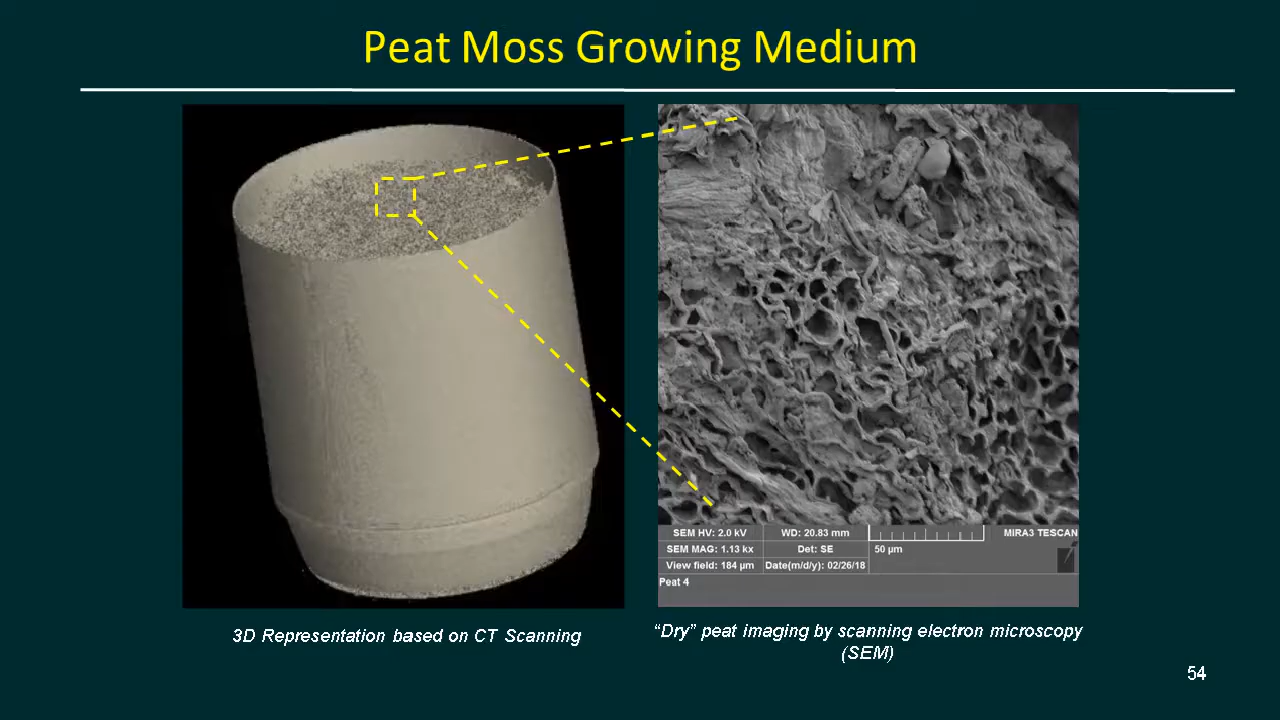 Peat Moss Growing Medium
SEM HV: 2.0 kV
WD: 20.83 mm
MIRA3 TESCAN
SEM MAG: 1.13 kx
Det: SE
50 µm
View field: 184 µm
Date(m/d/y): 02/26/18
Peat 4
3D Representation based on CT Scanning
“Dry” peat imaging by scanning electron microscopy
(SEM)
54